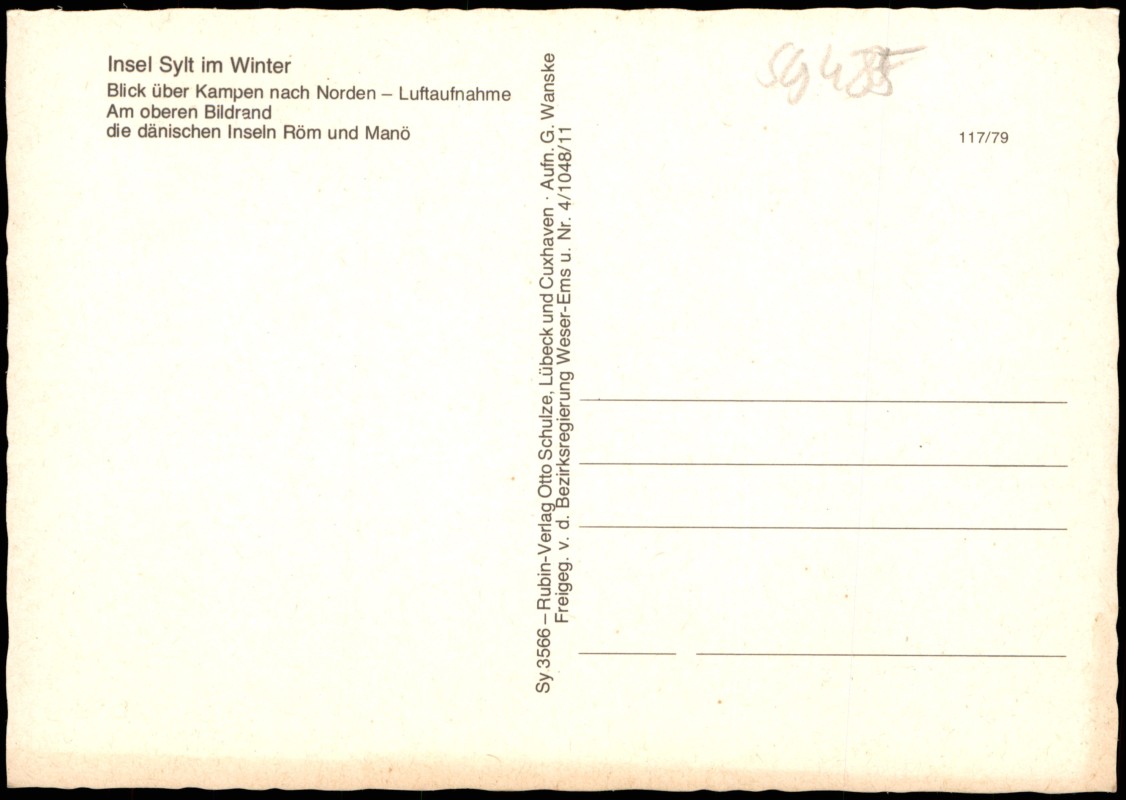 Insel Sylt im Winter
Blick über Kampen nach Norden – Luftaufnahme
Am oberen Bildrand
die dänischen Inseln Röm und Manö
Sy 3566 – Rubin-Verlag Otto Schulze, Lübeck und Cuxhaven · Aufn. G. Wanske
Freigeg. v. d. Bezirksregierung Weser-Ems u. Nr. 4/1048/11
117/79